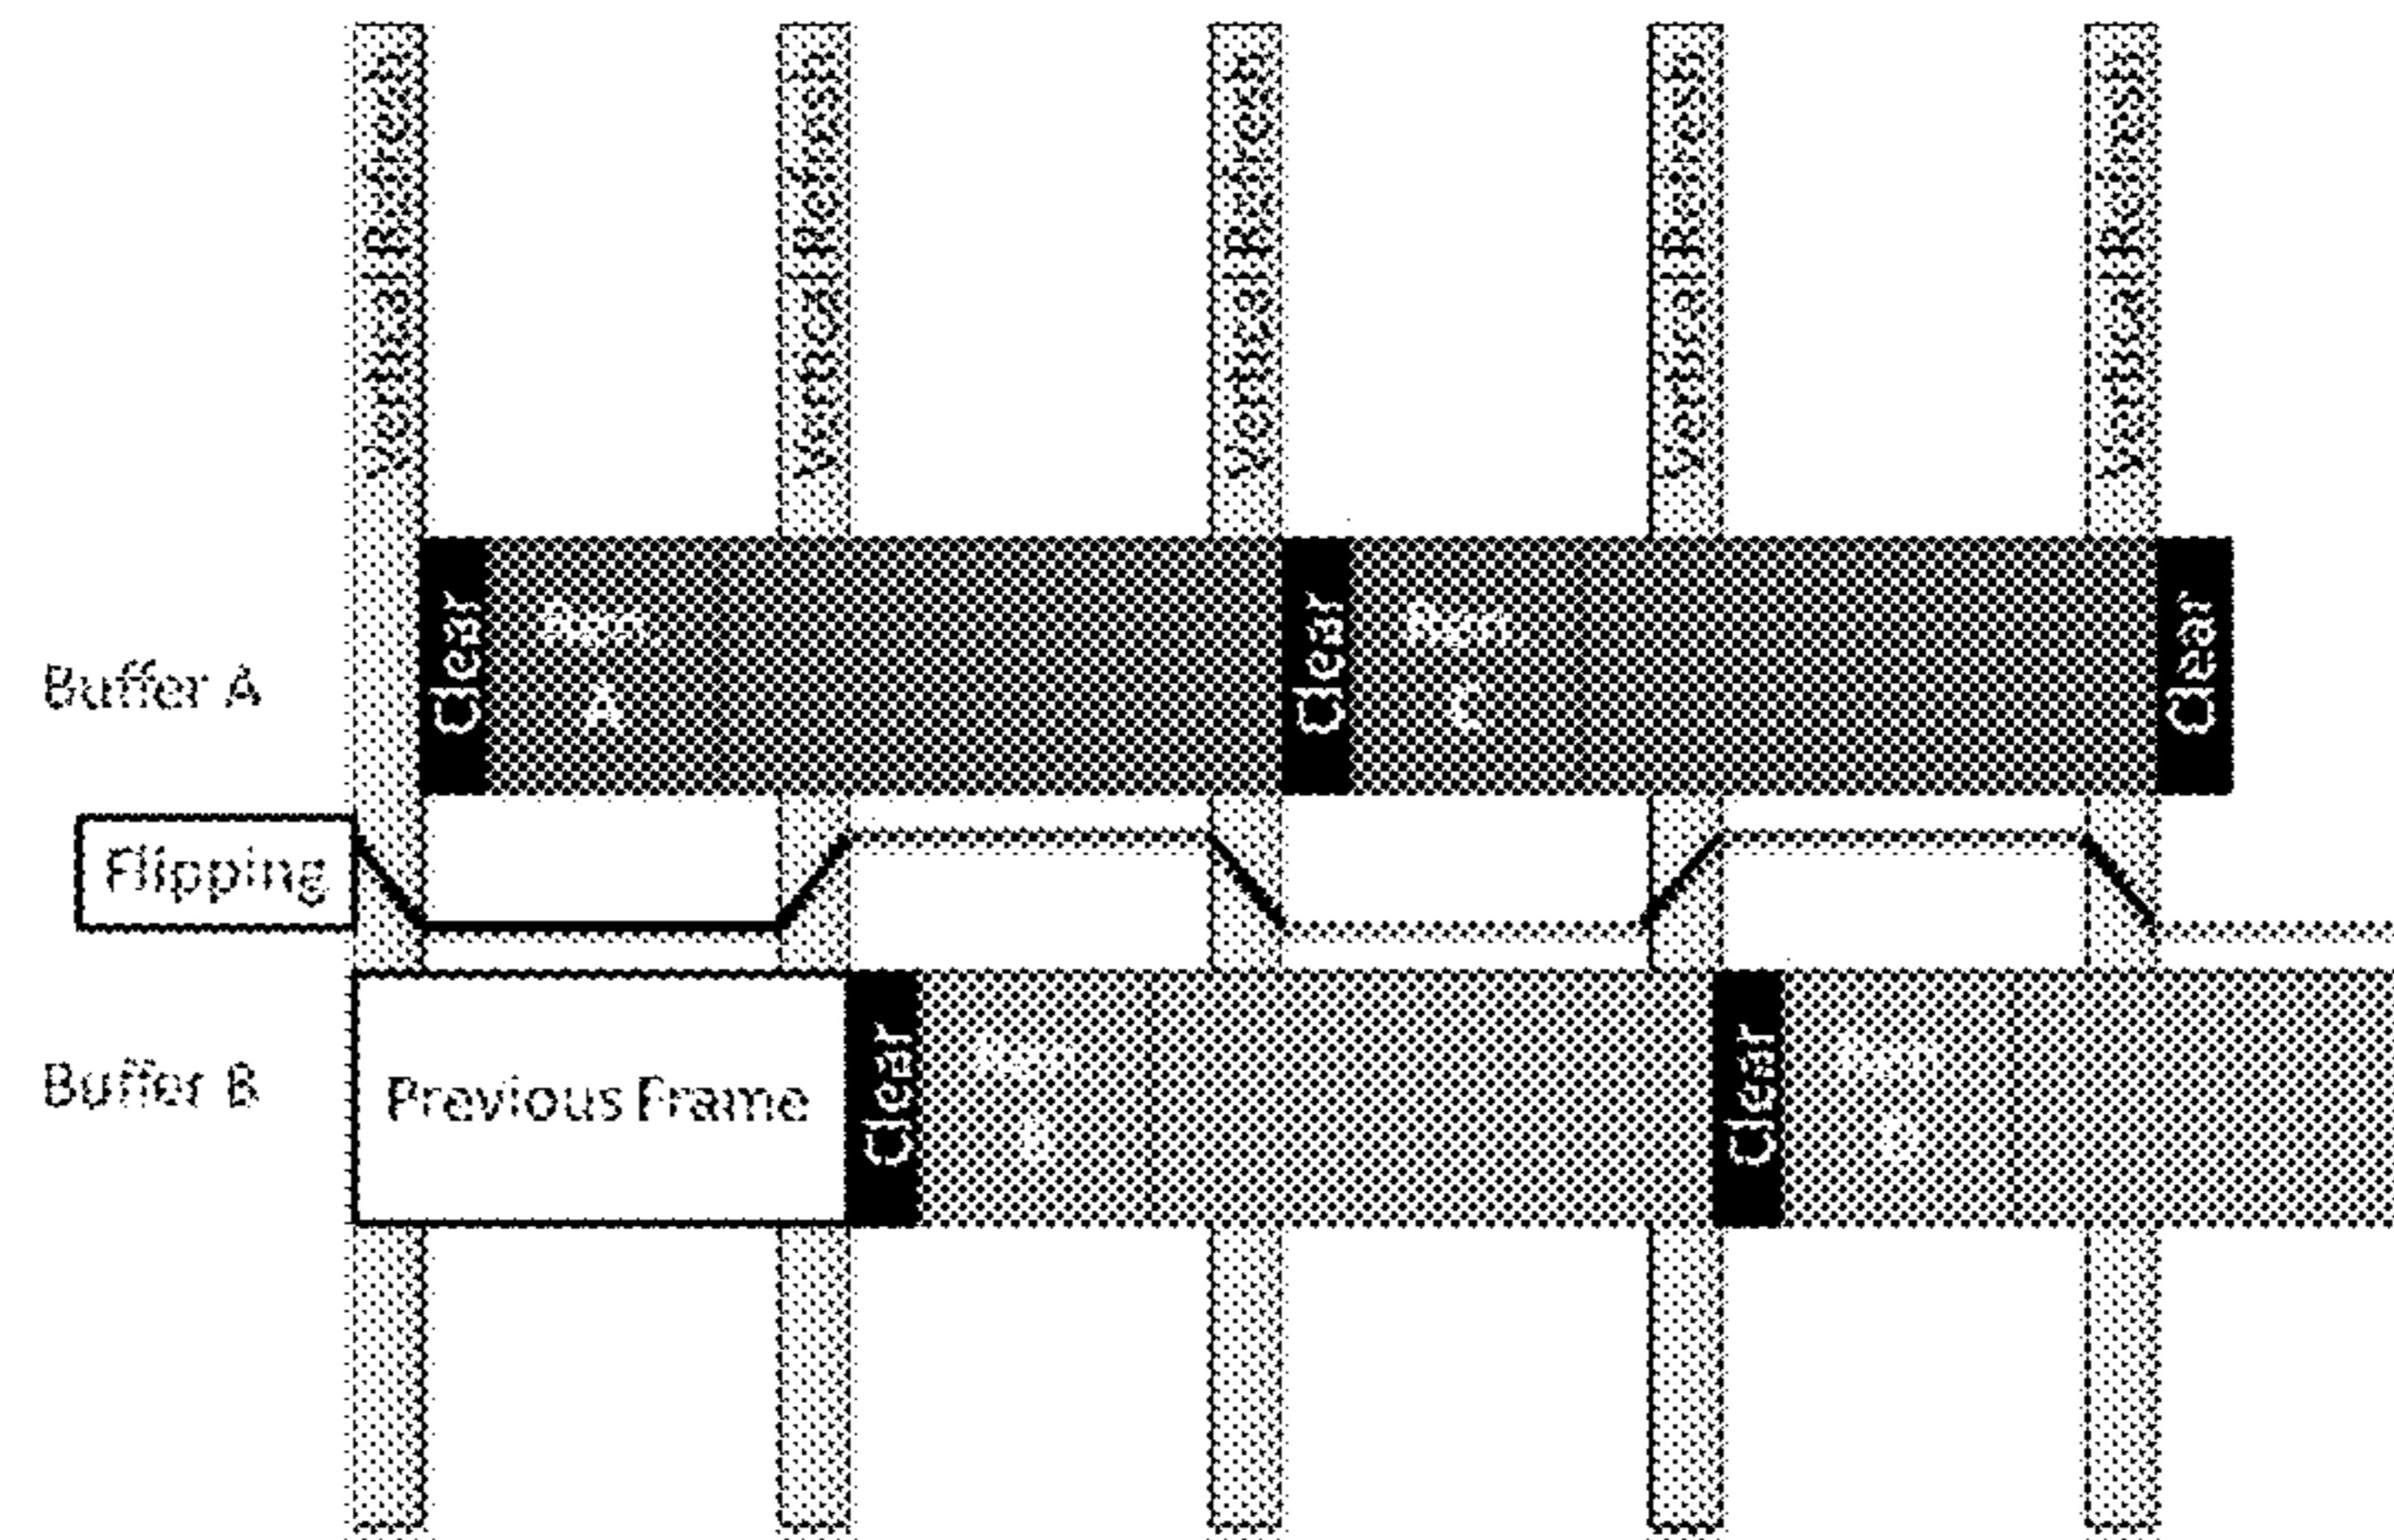 Vertical Refresh
Vertical Refresh
Vertical Refresh
Vertical Refresh
Vertical Refresh
Buffer A
Clear
A
Clear
C
Clear
Flipping
Buffer B
Previous Frame
Clear
Clear